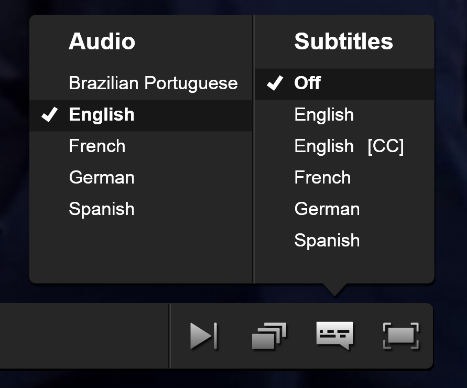 Audio
Brazilian Portuguese
English
French
German
Spanish
Subtitles
Off
English
English [CC]
French
German
Spanish